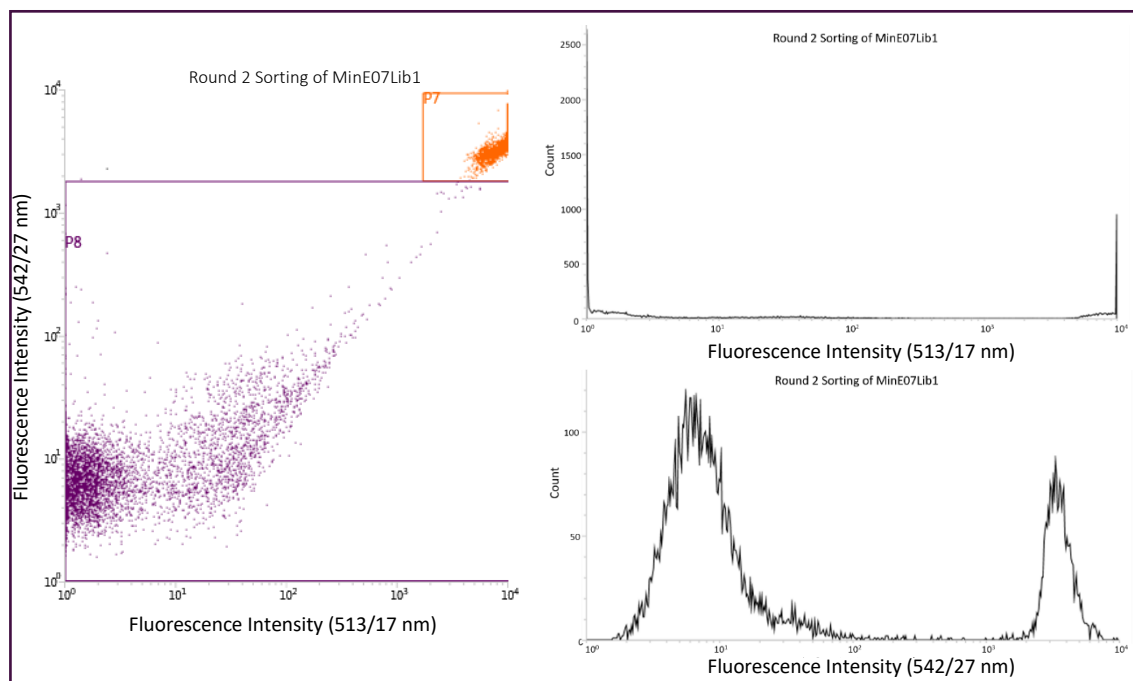 Round 2 Sorting of MinE07Lib1
10⁴
10³
10²
10¹
10⁰
P7
P8
Fluorescence Intensity (542/27 nm)
10⁰ 10¹ 10² 10³ 10⁴
Fluorescence Intensity (513/17 nm)
Round 2 Sorting of MinE07Lib1
2500
2000
1500
1000
500
0
Count
10⁰ 10¹ 10² 10³ 10⁴
Fluorescence Intensity (513/17 nm)
Round 2 Sorting of MinE07Lib1
100
50
0
Count
10⁰ 10¹ 10² 10³ 10⁴
Fluorescence Intensity (542/27 nm)